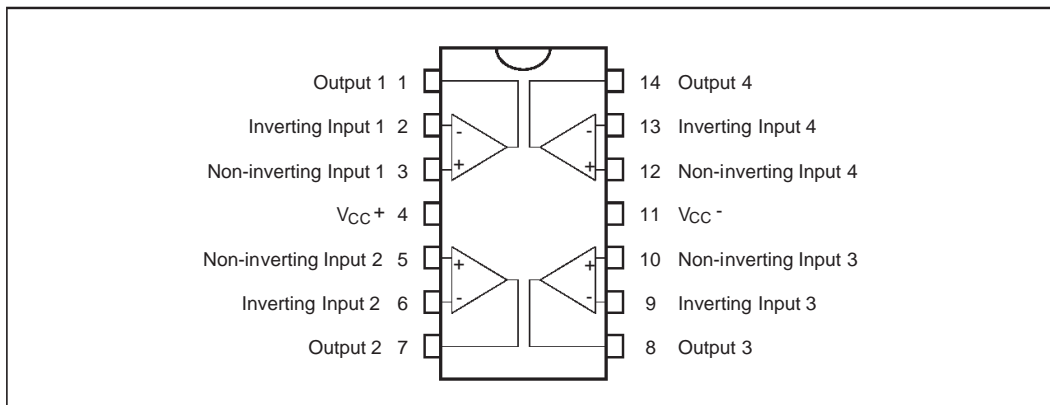 Output 1 1 14 Output 4
- -
Inverting Input 1 2 13 Inverting Input 4
+ +
Non-inverting Input 1 3 12 Non-inverting Input 4
VCC+ 4 11 VCC-
Non-inverting Input 2 5 10 Non-inverting Input 3
+ +
Inverting Input 2 6 9 Inverting Input 3
- -
Output 2 7 8 Output 3